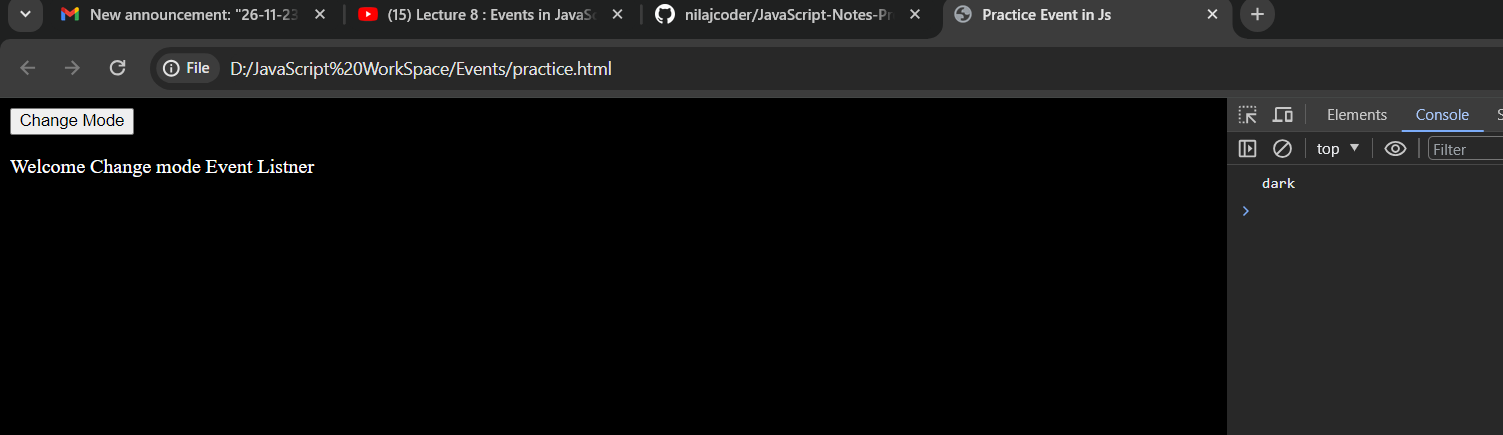 New announcement: "26-11-23
(15) Lecture 8 : Events in JavaSc
nilajcoder/JavaScript-Notes-Pr
Practice Event in Js
File
D:/JavaScript%20WorkSpace/Events/practice.html
Change Mode
Welcome Change mode Event Listner
Elements
Console
S
top
Filter
dark